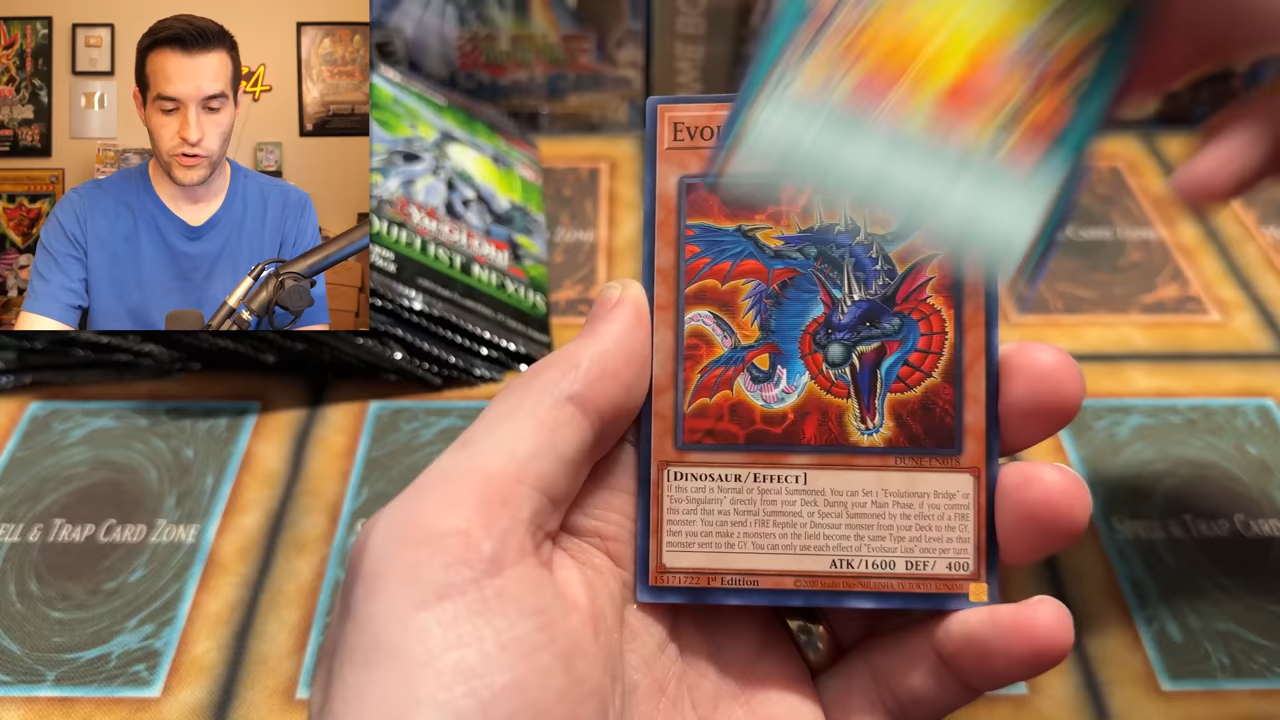 GAME BO
DUELIST NEXUS
EVOL
DUNE-EN018
[DINOSAUR/EFFECT]
If this card is Normal or Special Summoned: You can Set 1 "Evolutionary Bridge" or
"Evo-Singularity" directly from your Deck. During your Main Phase, if you control
this card that was Normal Summoned, or Special Summoned by the effect of a FIRE
monster: You can send 1 FIRE Reptile or Dinosaur monster from your Deck to the GY,
then you can make 2 monsters on the field become the same Type and Level as that
monster sent to the GY. You can only use each effect of "Evolsaur Lios" once per turn.
ATK/1600 DEF/ 400
15171722 1st Edition
©2020 Studio Dice/SHUEISHA, TV TOKYO, KONAMI
ELL & TRAP CARD ZONE
SPELL & TRAP CARD